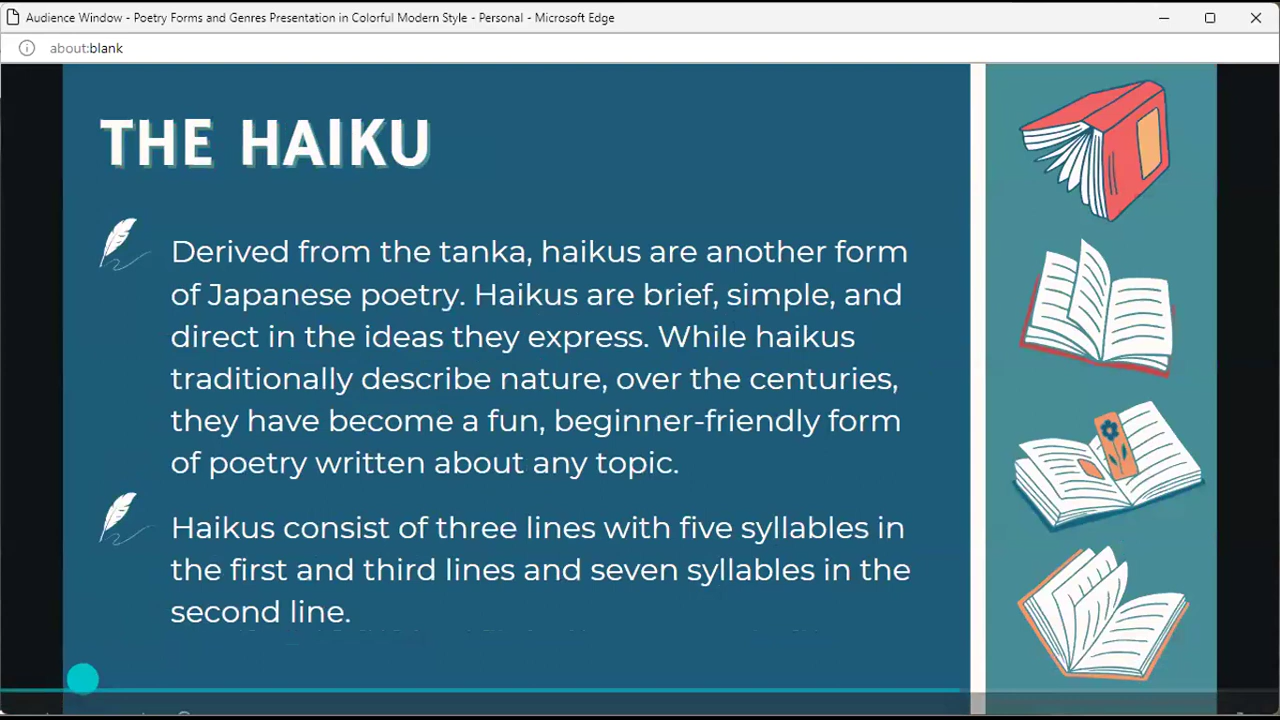 Audience Window - Poetry Forms and Genres Presentation in Colorful Modern Style - Personal - Microsoft Edge
about:blank
THE HAIKU
Derived from the tanka, haikus are another form
of Japanese poetry. Haikus are brief, simple, and
direct in the ideas they express. While haikus
traditionally describe nature, over the centuries,
they have become a fun, beginner-friendly form
of poetry written about any topic.
Haikus consist of three lines with five syllables in
the first and third lines and seven syllables in the
second line.